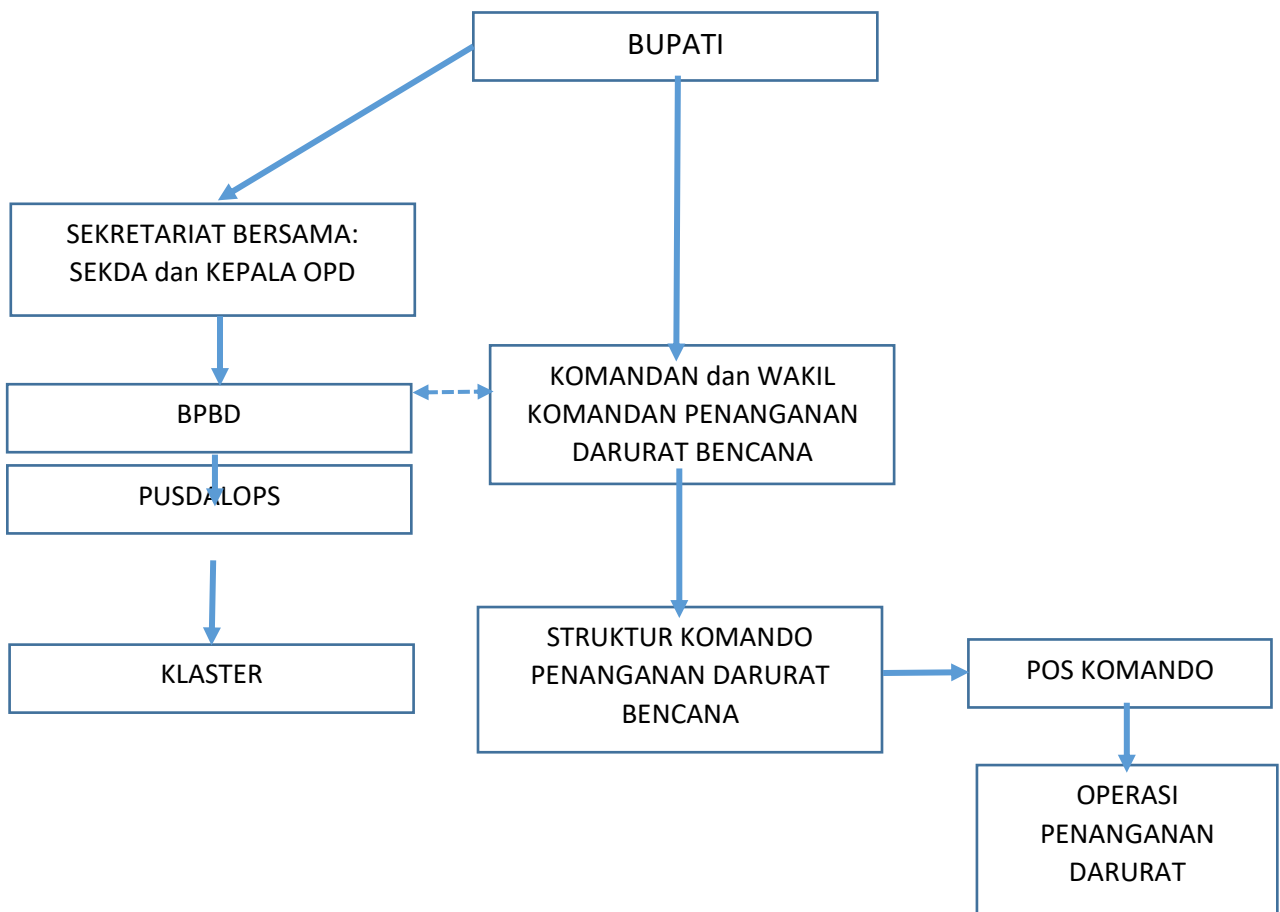 BUPATI
SEKRETARIAT BERSAMA:
SEKDA dan KEPALA OPD
BPBD
PUSDALOPS
KLASTER
KOMANDAN dan WAKIL
KOMANDAN PENANGANAN
DARURAT BENCANA
STRUKTUR KOMANDO
PENANGANAN DARURAT
BENCANA
POS KOMANDO
OPERASI
PENANGANAN
DARURAT